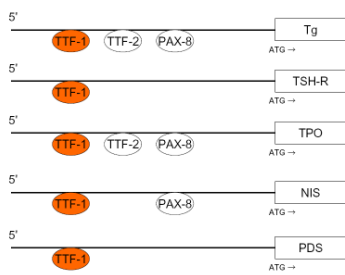 5'
Tg
TTF-1 TTF-2 PAX-8
ATG →
5'
TSH-R
TTF-1
ATG →
5'
TPO
TTF-1 TTF-2 PAX-8
ATG →
5'
NIS
TTF-1 PAX-8
ATG →
5'
PDS
TTF-1
ATG →